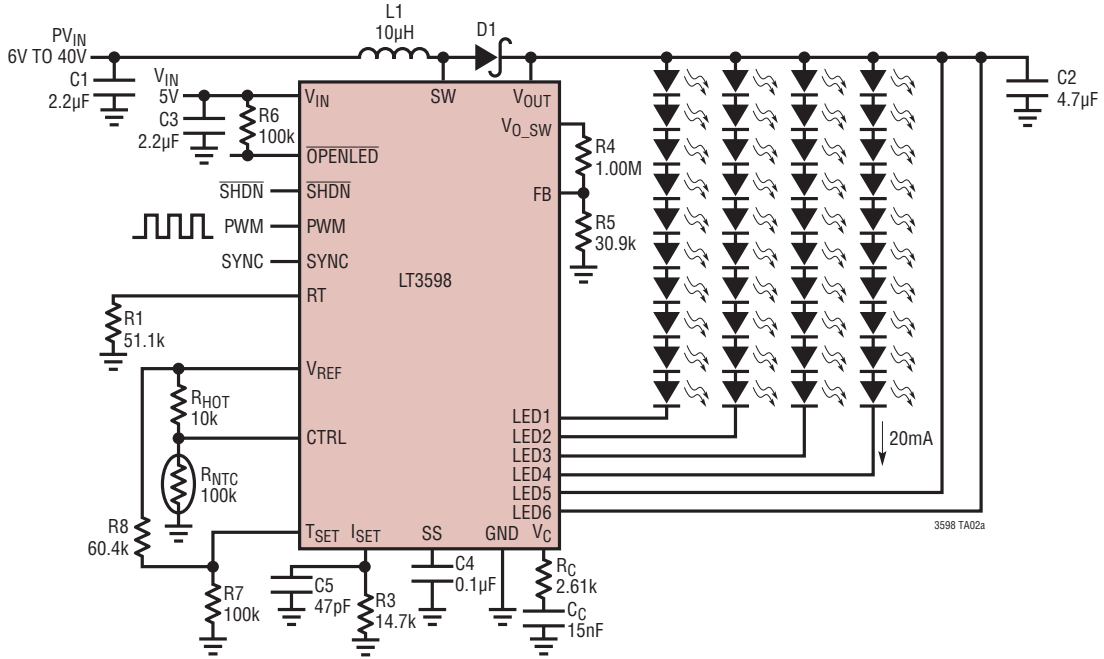 L1
10µH
D1
PVIN
6V TO 40V
C1
2.2µF
VIN
5V
C3
2.2µF
R6
100k
VIN
SW
VOUT
VO_SW
C2
4.7µF
OPENLED
R4
1.00M
SHDN
SHDN
FB
PWM
PWM
R5
30.9k
SYNC
SYNC
LT3598
RT
R1
51.1k
VREF
RHOT
10k
CTRL
RNTC
100k
LED1
LED2
LED3
LED4
LED5
LED6
20mA
3598 TA02a
R8
60.4k
TSET
ISET
SS
GND
VC
R7
100k
C5
47pF
R3
14.7k
C4
0.1µF
RC
2.61k
CC
15nF